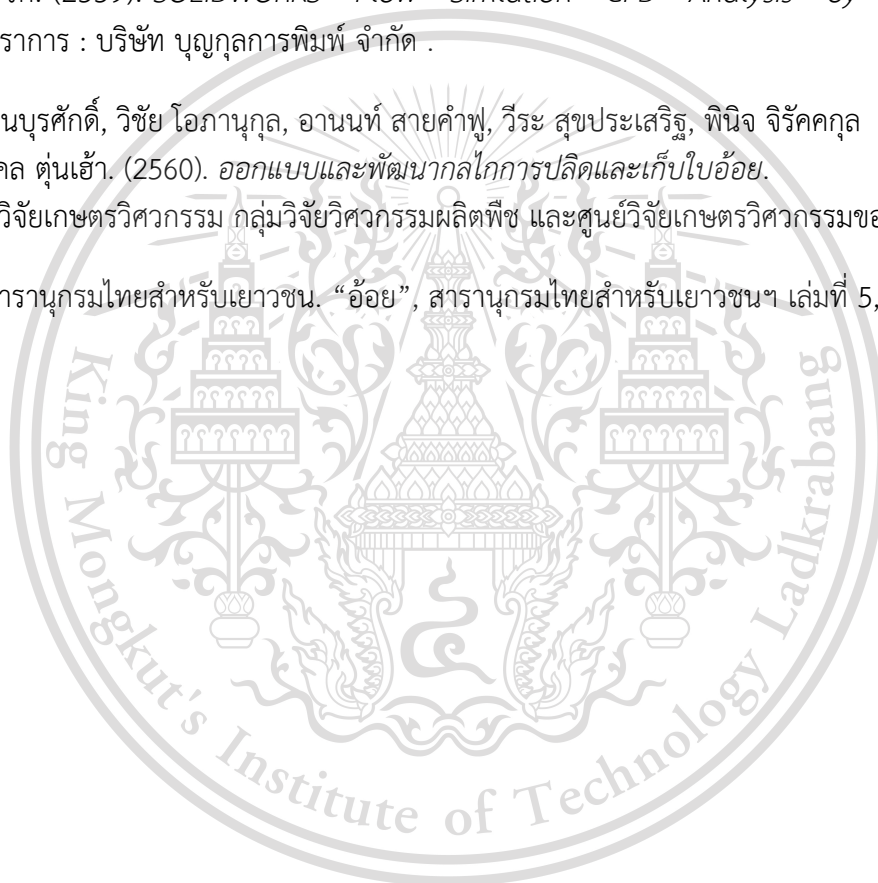 (2559). SOLIDWORKS Flow Simulation CFD Analysis by
ราการ : บริษัท บุญกุลการพิมพ์ จำกัด .
นบุรศักดิ์, วิชัย โอภานุกุล, อานนท์ สายคำฟู, วีระ สุขประเสริฐ, พินิจ จิรัคคกุล
คล ตุ่นเฮ้า. (2560). ออกแบบและพัฒนากลไกการปลิดและเก็บใบอ้อย.
วิจัยเกษตรวิศวกรรม กลุ่มวิจัยวิศวกรรมผลิตพืช และศูนย์วิจัยเกษตรวิศวกรรมขอ
ารานุกรมไทยสำหรับเยาวชน. “อ้อย”, สารานุกรมไทยสำหรับเยาวชนฯ เล่มที่ 5,
King Mongkut's Institute of Technology Ladkrabang